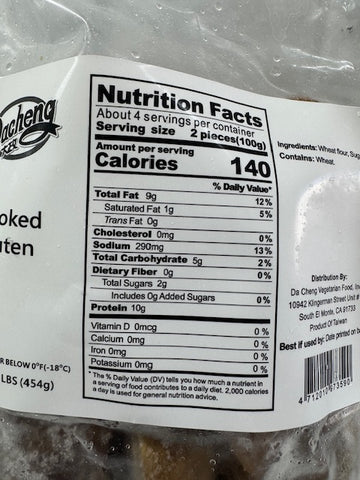 Dacheng
ooked
uten
R BELOW 0°F(-18°C)
LBS (454g)
Nutrition Facts
About 4 servings per container
Serving size 2 pieces(100g)
Amount per serving
Calories 140
% Daily Value*
Total Fat 9g 12%
Saturated Fat 1g 5%
Trans Fat 0g
Cholesterol 0mg 0%
Sodium 290mg 13%
Total Carbohydrate 5g 2%
Dietary Fiber 0g 0%
Total Sugars 2g
Includes 0g Added Sugars 0%
Protein 10g
Vitamin D 0mcg 0%
Calcium 0mg 0%
Iron 0mg 0%
Potassium 0mg 0%
* The % Daily Value (DV) tells you how much a nutrient in
a serving of food contributes to a daily diet. 2,000 calories
a day is used for general nutrition advice.
Ingredients: Wheat flour, Suga
Contains: Wheat.
Distribution By:
Da Cheng Vegetarian Food, Inc
10942 Kingerman Street Unit
South El Monte, CA 91733
Product Of Taiwan
Best if used by: Date printed on
4 712010 073590